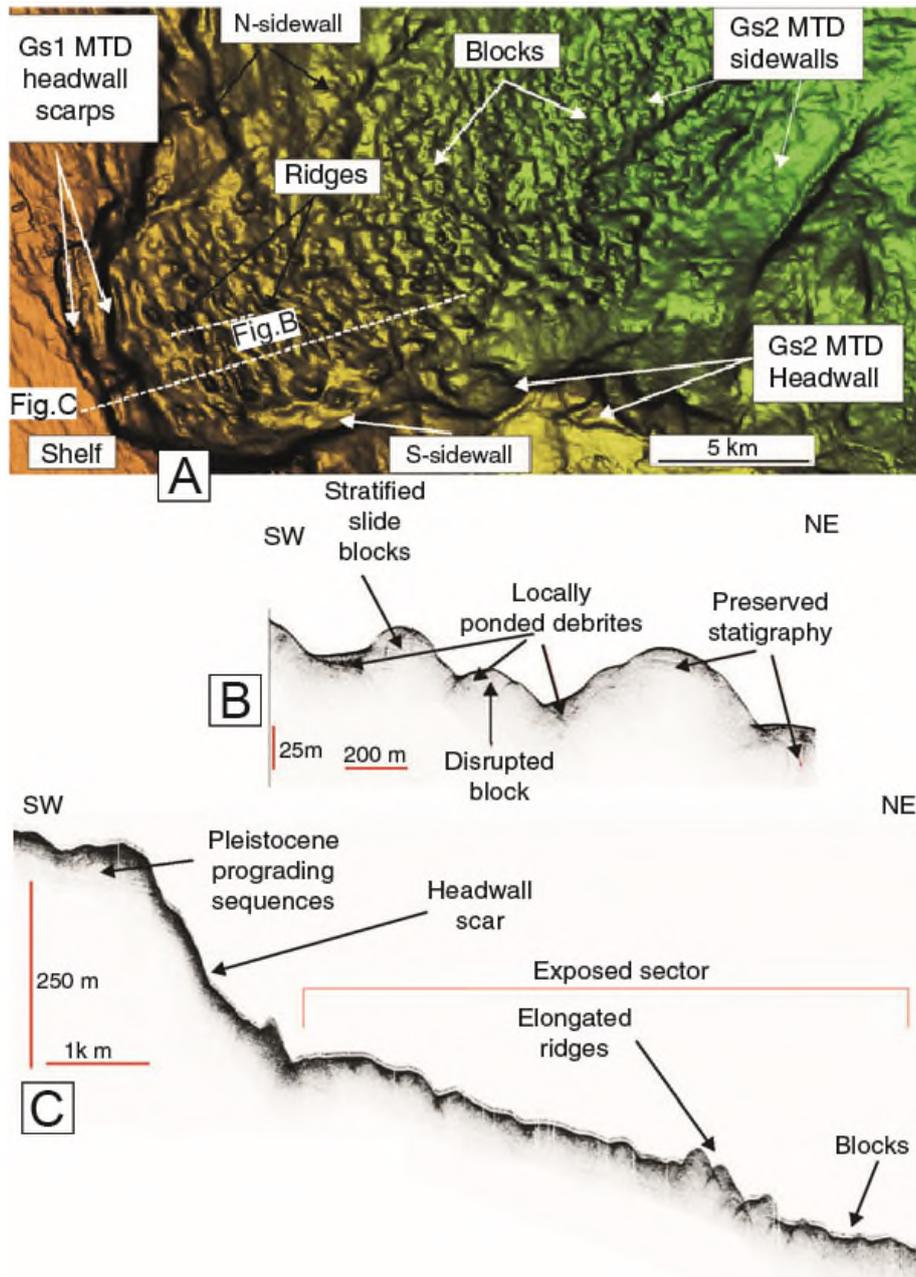 Gs1 MTD
headwall
scarps
N-sidewall
Blocks
Gs2 MTD
sidewalls
Ridges
Fig.B
Fig.C
Shelf
S-sidewall
Gs2 MTD
Headwall
5 km
A
SW
Stratified
slide
blocks
Locally
ponded debrites
Preserved
statigraphy
NE
B
25m
200 m
Disrupted
block
SW
NE
Pleistocene
prograding
sequences
Headwall
scar
250 m
1k m
Exposed sector
Elongated
ridges
Blocks
C